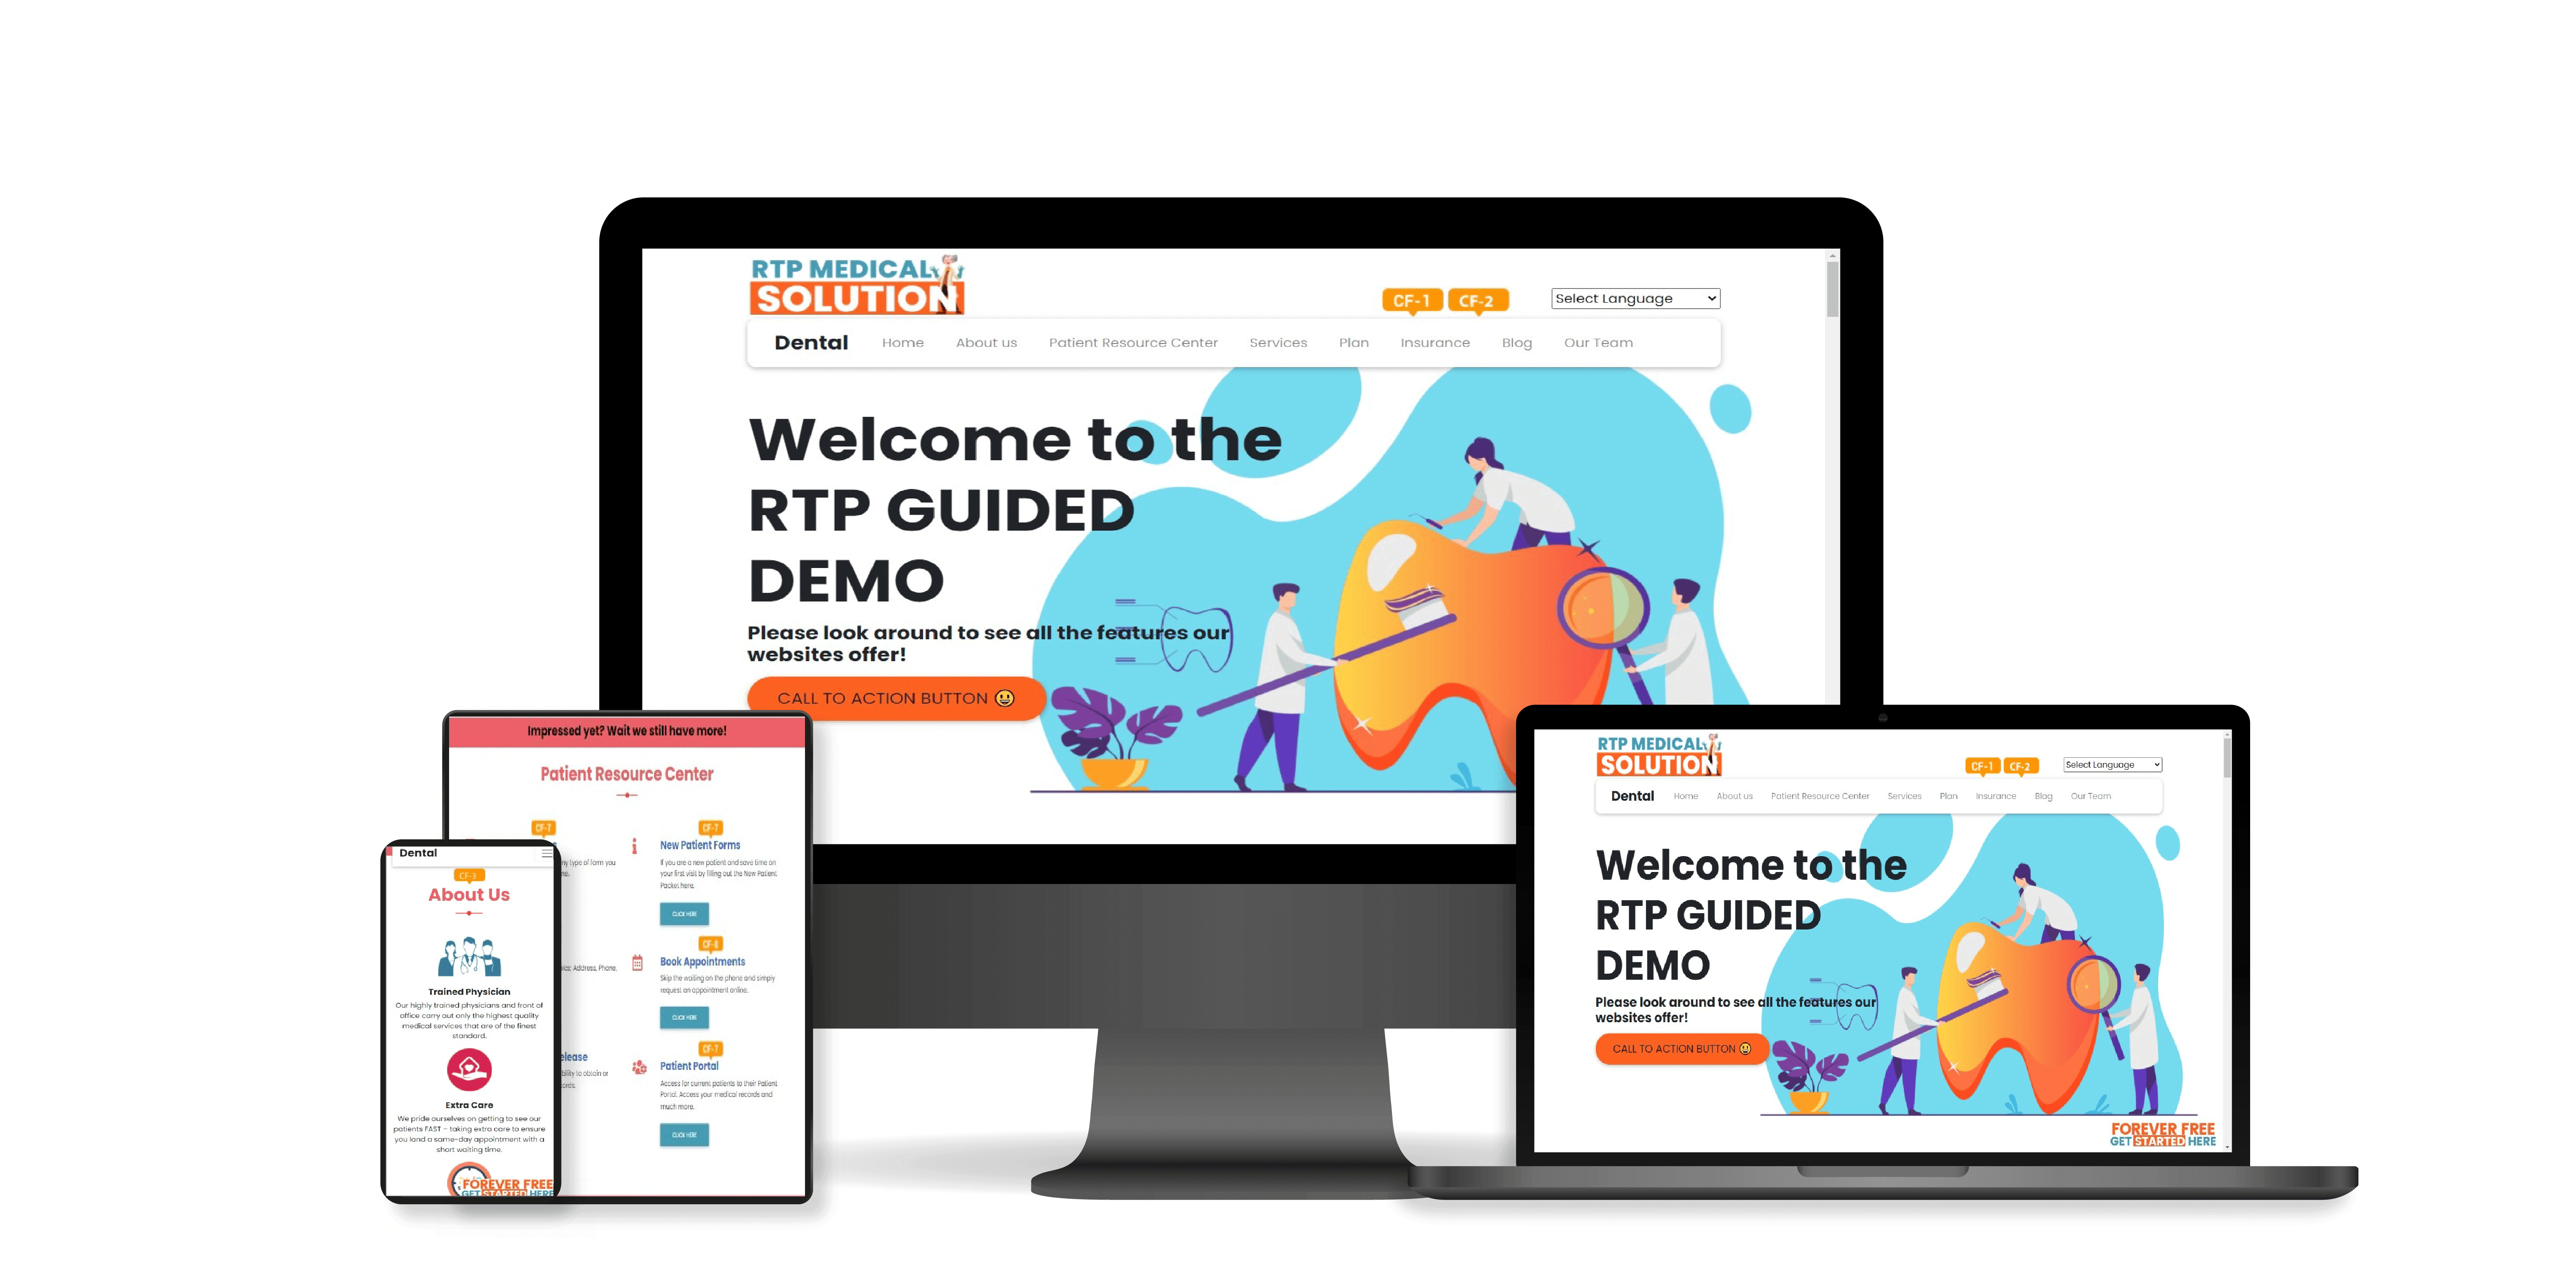 RTP MEDICAL
SOLUTION
CF-1 CF-2
Select Language
Dental Home About us Patient Resource Center Services Plan Insurance Blog Our Team
Welcome to the
RTP GUIDED
DEMO
Please look around to see all the features our
websites offer!
CALL TO ACTION BUTTON
Impressed yet? Wait we still have more!
Patient Resource Center
CF-7
ny type of form you
ne.
CF-7
New Patient Forms
If you are a new patient and save time on
your first visit by filling out the New Patient
Packet here.
CLICK HERE
Address, Phone,
CF-8
Book Appointments
Skip the waiting on the phone and simply
request an appointment online.
CLICK HERE
elease
bility to obtain or
cords.
CF-7
Patient Portal
Access for current patients to their Patient
Portal. Access your medical records and
much more.
CLICK HERE
Dental
CF-3
About Us
Trained Physician
Our highly trained physicians and front of
office carry out only the highest quality
medical services that are of the finest
standard.
Extra Care
We pride ourselves on getting to see our
patients FAST – taking extra care to ensure
you land a same-day appointment with a
short waiting time.
FOREVER FREE
GET STARTED HERE
RTP MEDICAL
SOLUTION
CF-1 CF-2
Select Language
Dental Home About us Patient Resource Center Services Plan Insurance Blog Our Team
Welcome to the
RTP GUIDED
DEMO
Please look around to see all the features our
websites offer!
CALL TO ACTION BUTTON
FOREVER FREE
GET STARTED HERE